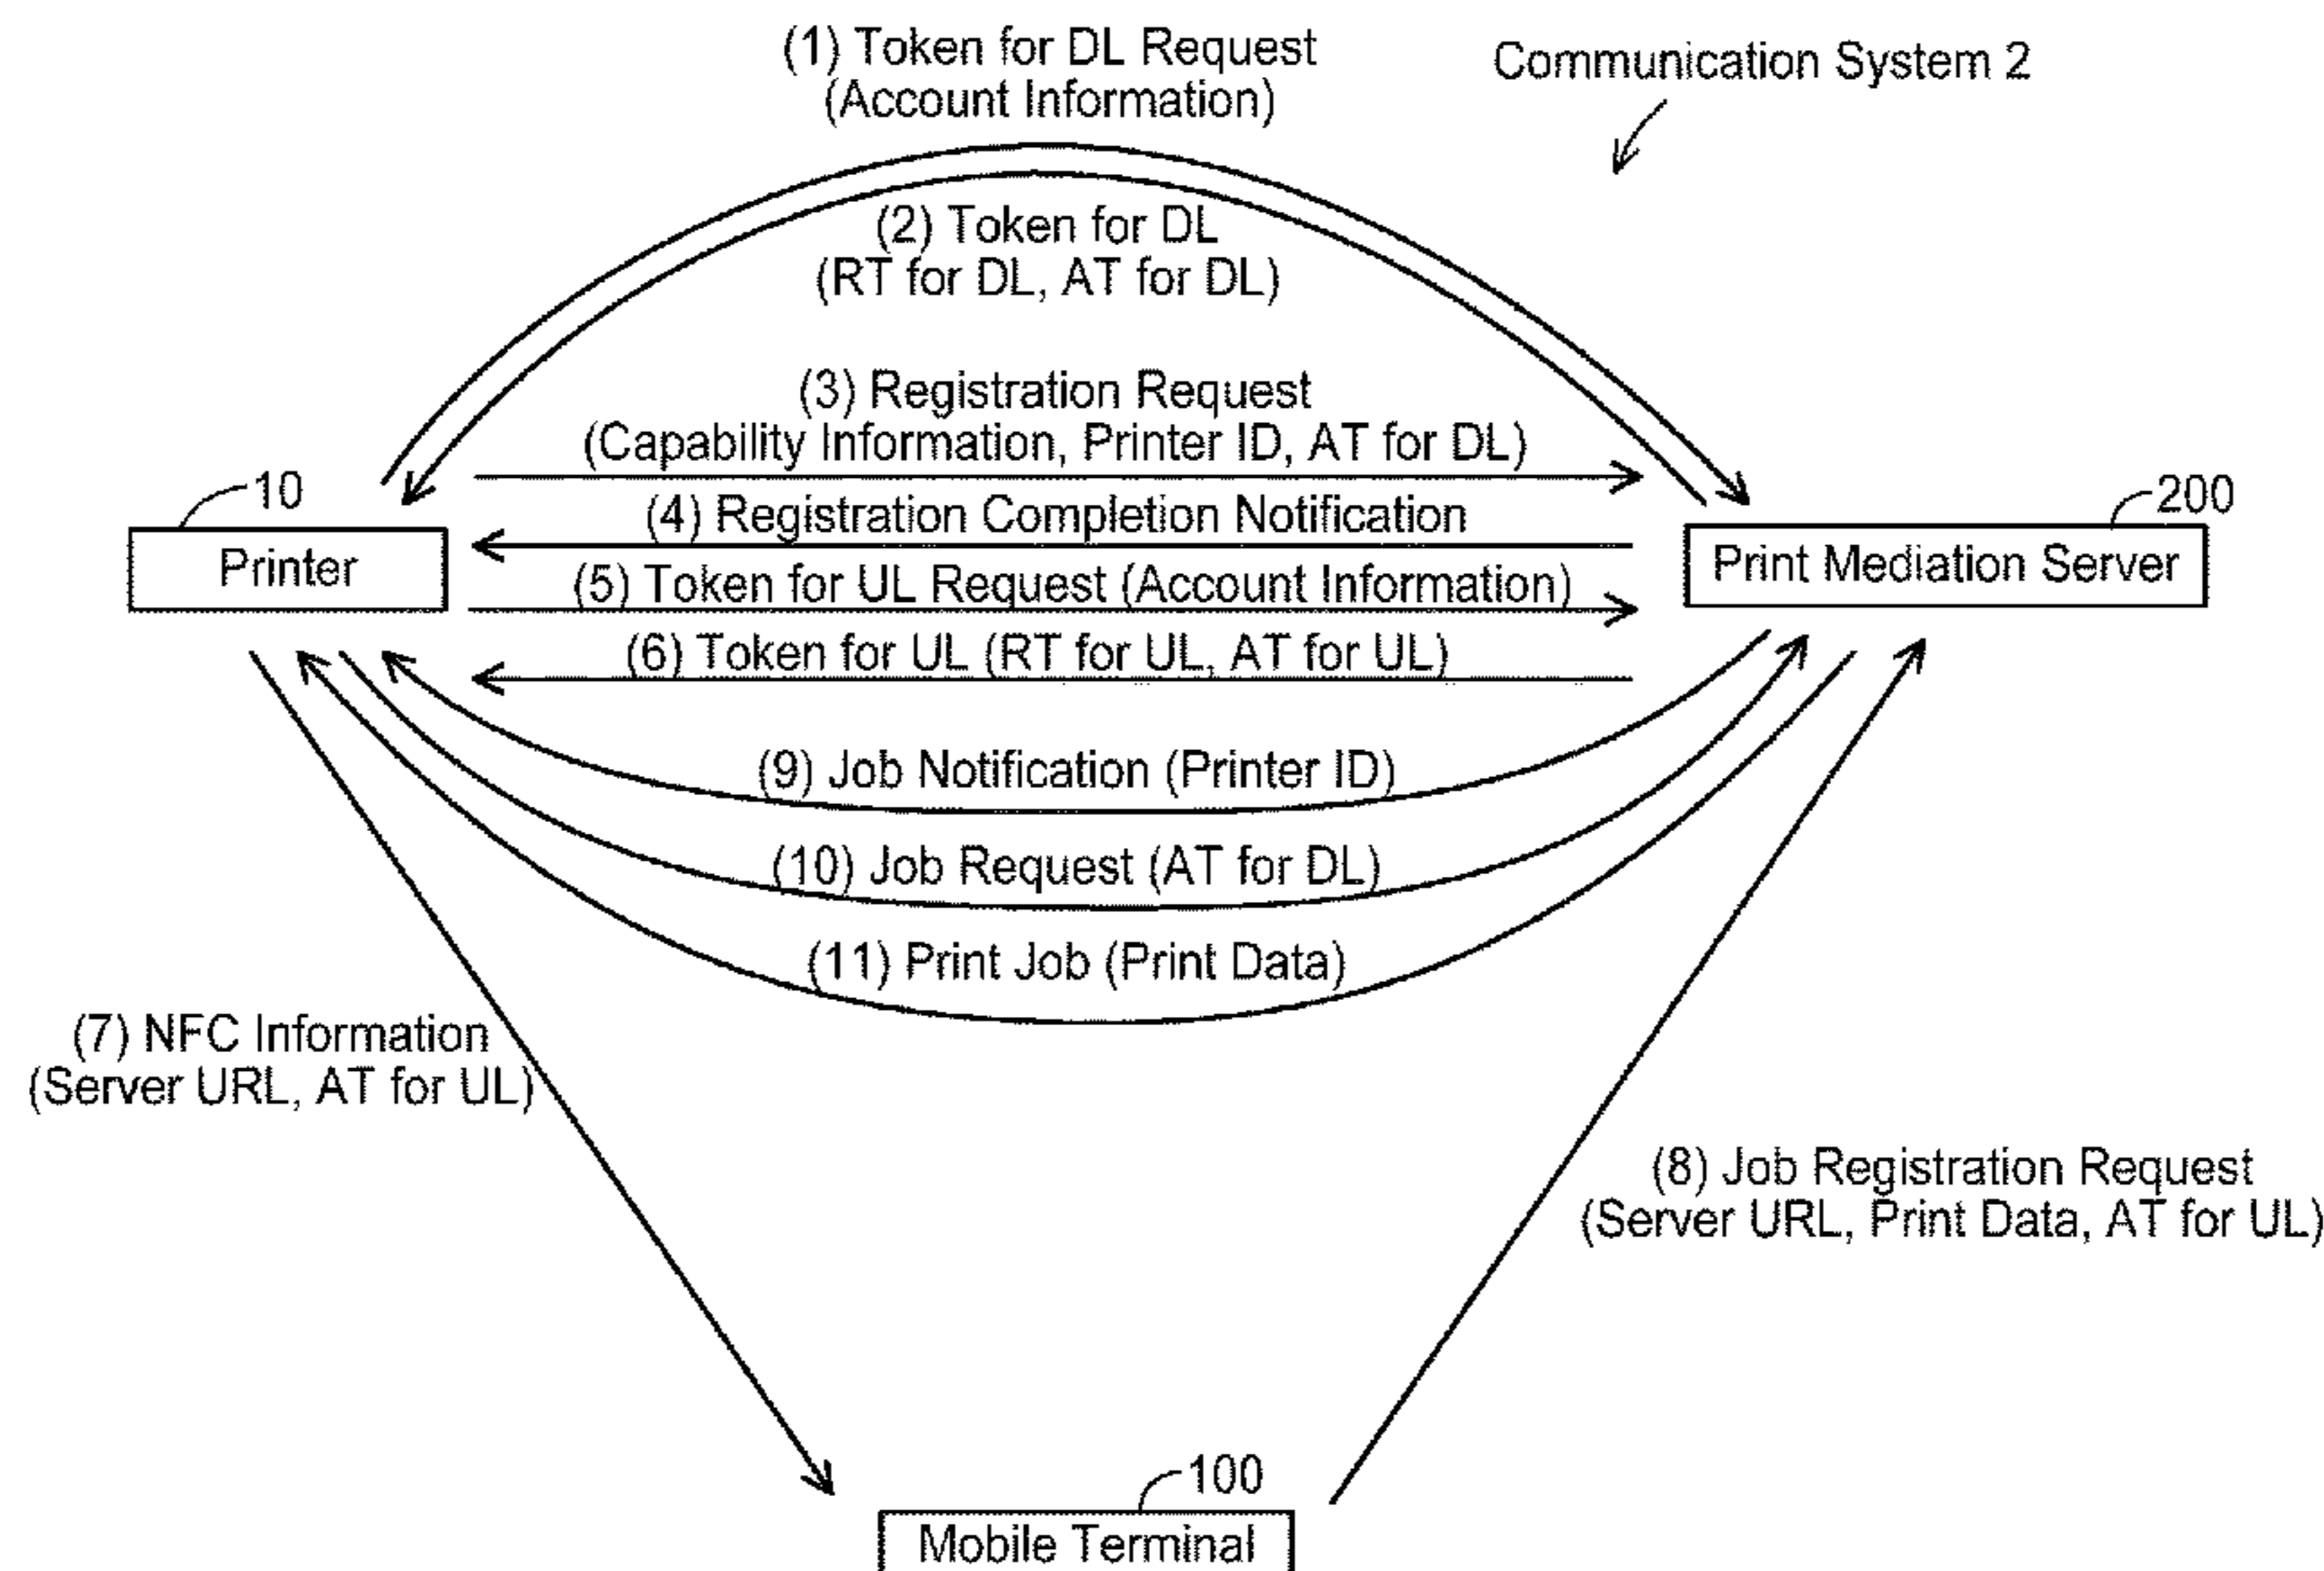 (1) Token for DL Request
(Account Information)
Communication System 2
(2) Token for DL
(RT for DL, AT for DL)
(3) Registration Request
(Capability Information, Printer ID, AT for DL)
10
(4) Registration Completion Notification
200
Printer
Print Mediation Server
(5) Token for UL Request (Account Information)
(6) Token for UL (RT for UL, AT for UL)
(9) Job Notification (Printer ID)
(10) Job Request (AT for DL)
(11) Print Job (Print Data)
(7) NFC Information
(Server URL, AT for UL)
(8) Job Registration Request
(Server URL, Print Data, AT for UL)
100
Mobile Terminal